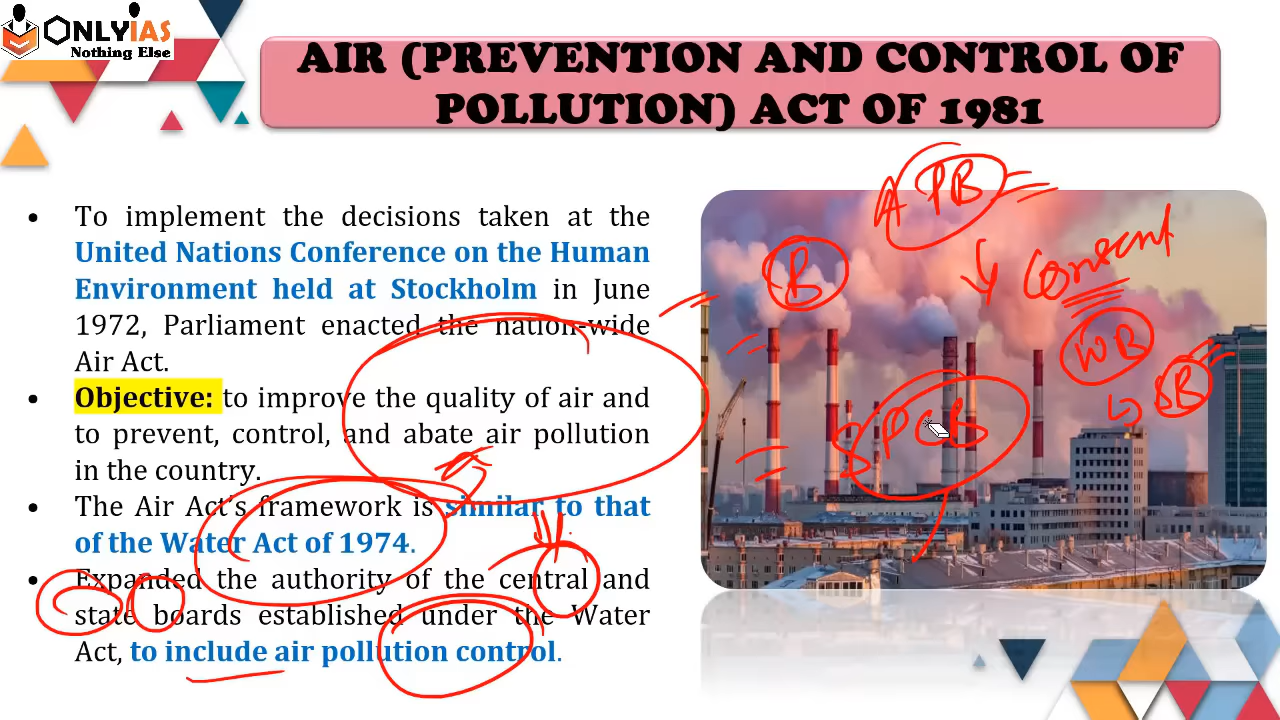 ONLYIAS
Nothing Else
AIR (PREVENTION AND CONTROL OF
POLLUTION) ACT OF 1981
• To implement the decisions taken at the
United Nations Conference on the Human
Environment held at Stockholm in June
1972, Parliament enacted the nation-wide
Air Act.
• Objective: to improve the quality of air and
to prevent, control, and abate air pollution
in the country.
• The Air Act's framework is similar to that
of the Water Act of 1974.
• Expanded the authority of the central and
state boards established under the Water
Act, to include air pollution control.
APB
B
Consent
WB
SB
SPCB